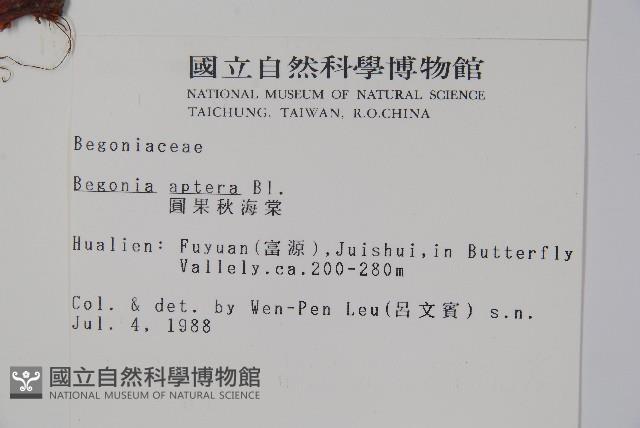 國立自然科學博物館
NATIONAL MUSEUM OF NATURAL SCIENCE
TAICHUNG, TAIWAN, R.O.CHINA
Begoniaceae
Begonia aptera Bl.
圓果秋海棠
Hualien: Fuyuan(富源),Juishui,in Butterfly
Vallely.ca.200-280m
Col. & det. by Wen-Pen Leu(呂文賓) s.n.
Jul. 4, 1988
國立自然科學博物館
NATIONAL MUSEUM OF NATURAL SCIENCE